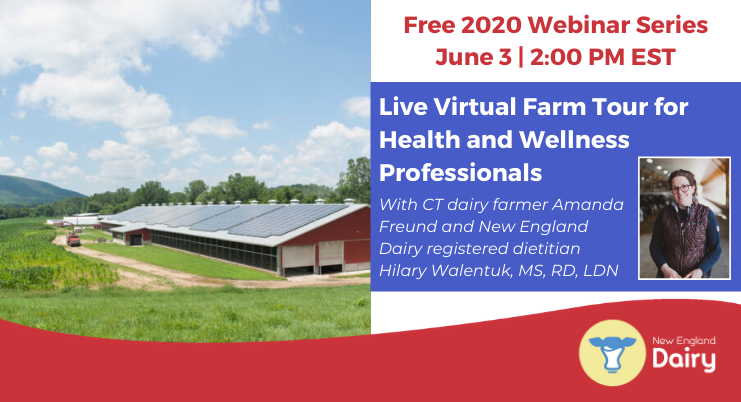 Free 2020 Webinar Series
June 3 | 2:00 PM EST
Live Virtual Farm Tour for
Health and Wellness
Professionals
With CT dairy farmer Amanda
Freund and New England
Dairy registered dietitian
Hilary Walentuk, MS, RD, LDN
New England
Dairy